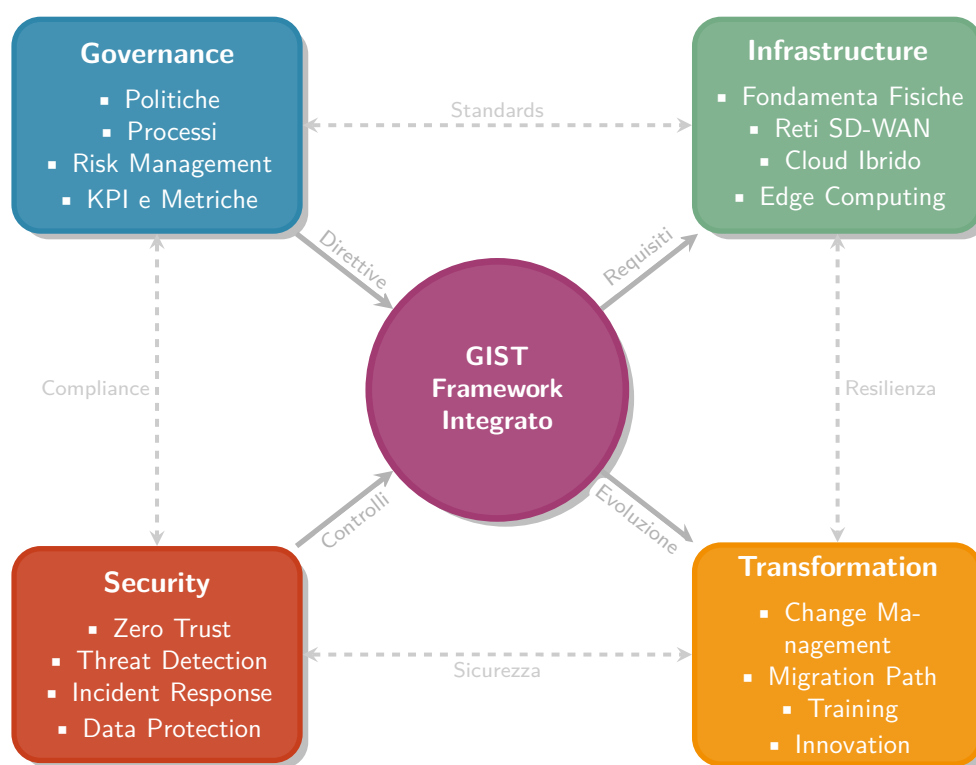 Governance
▪ Politiche
▪ Processi
▪ Risk Management
▪ KPI e Metriche
Standards
Infrastructure
▪ Fondamenta Fisiche
▪ Reti SD-WAN
▪ Cloud Ibrido
▪ Edge Computing
Direttive
Requisiti
GIST
Framework
Integrato
Compliance
Resilienza
Controlli
Evoluzione
Security
▪ Zero Trust
▪ Threat Detection
▪ Incident Response
▪ Data Protection
Sicurezza
Transformation
▪ Change Ma-
nagement
▪ Migration Path
▪ Training
▪ Innovation